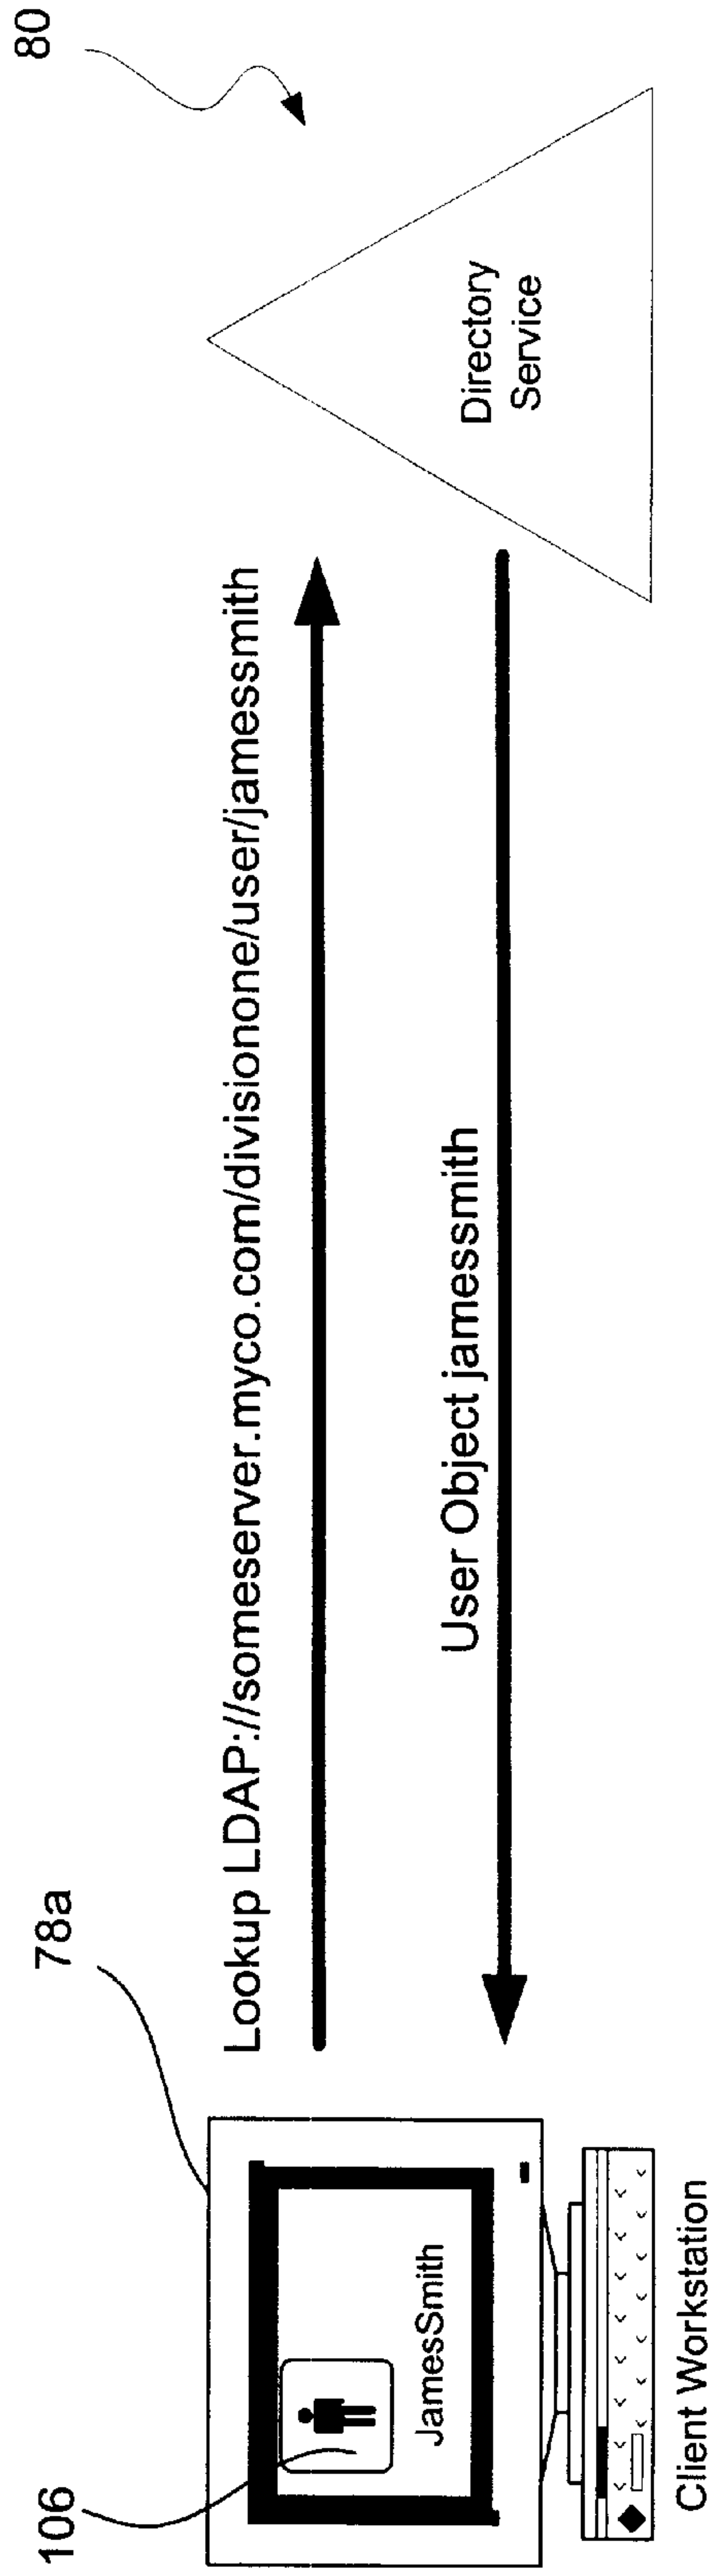 80
78a
106
Lookup LDAP://someserver.myco.com/divisionone/user/jamessmith
User Object jamessmith
Directory
Service
JamesSmith
Client Workstation